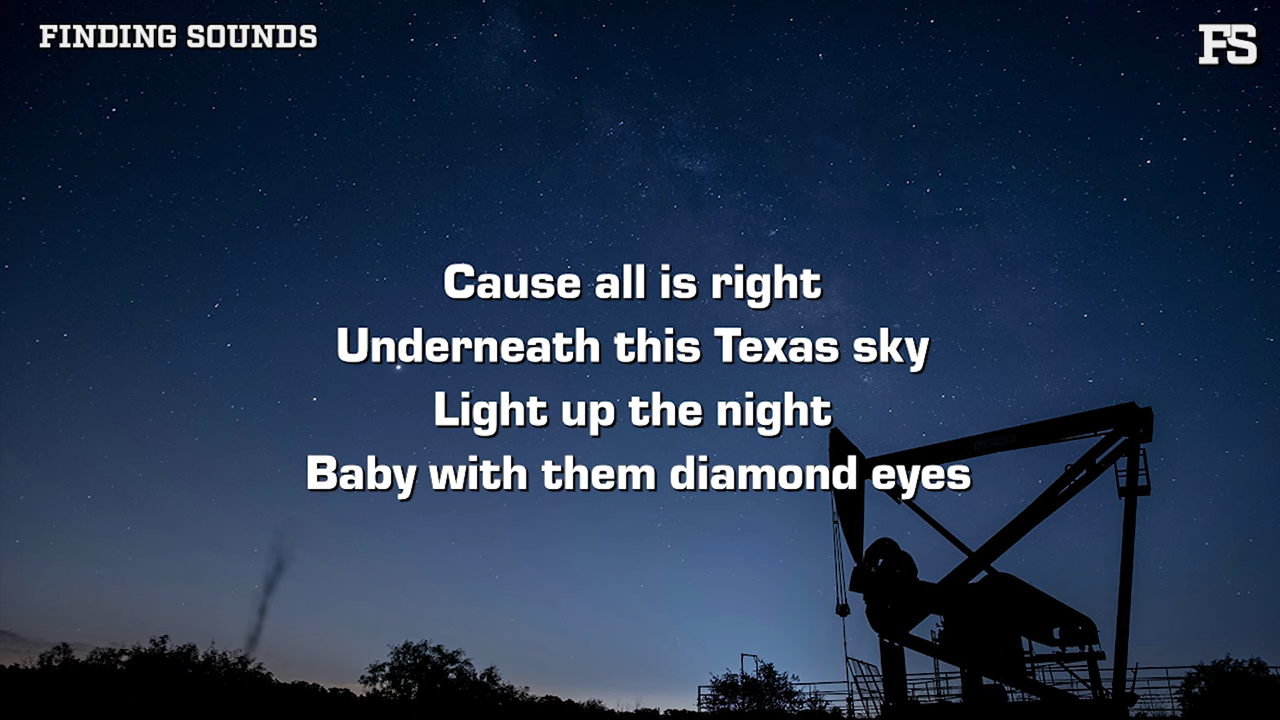 FINDING SOUNDS
FS
Cause all is right
Underneath this Texas sky
Light up the night
Baby with them diamond eyes